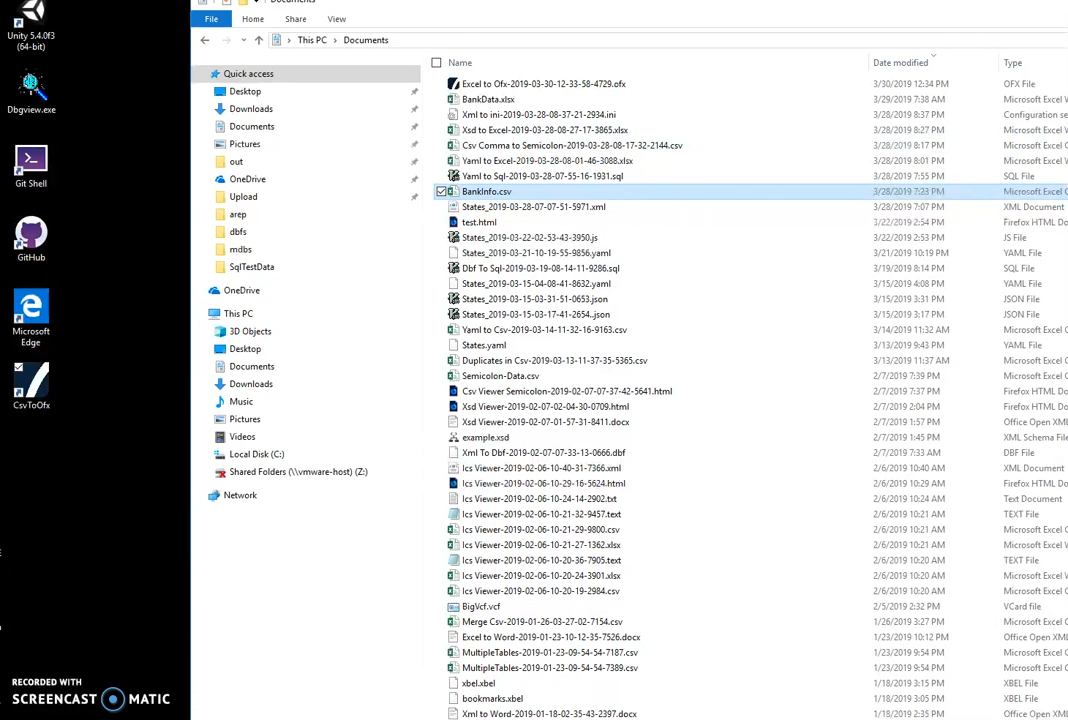 Documents
Unity 5.4.0f3
(64-bit)
Dbgview.exe
Git Shell
GitHub
Microsoft
Edge
CsvToOfx
RECORDED WITH
SCREENCAST MATIC
File Home Share View
This PC > Documents
Quick access
Desktop
Downloads
Documents
Pictures
out
OneDrive
Upload
arep
dbfs
mdbs
SqlTestData
OneDrive
This PC
3D Objects
Desktop
Documents
Downloads
Music
Pictures
Videos
Local Disk (C:)
Shared Folders (\\vmware-host) (Z:)
Network
Name Date modified Type
Excel to Ofx-2019-03-30-12-33-58-4729.ofx 3/30/2019 12:34 PM OFX File
BankData.xlsx 3/29/2019 7:38 AM Microsoft Excel W
Xml to ini-2019-03-28-08-37-21-2934.ini 3/28/2019 8:37 PM Configuration se
Xsd to Excel-2019-03-28-08-27-17-3865.xlsx 3/28/2019 8:27 PM Microsoft Excel W
Csv Comma to Semicolon-2019-03-28-08-17-32-2144.csv 3/28/2019 8:17 PM Microsoft Excel C
Yaml to Excel-2019-03-28-08-01-46-3088.xlsx 3/28/2019 8:01 PM Microsoft Excel W
Yaml to Sql-2019-03-28-07-55-16-1931.sql 3/28/2019 7:55 PM SQL File
BankInfo.csv 3/28/2019 7:23 PM Microsoft Excel C
States_2019-03-28-07-07-51-5971.xml 3/28/2019 7:07 PM XML Document
test.html 3/22/2019 2:54 PM Firefox HTML Do
States_2019-03-22-02-53-43-3950.js 3/22/2019 2:53 PM JS File
States_2019-03-21-10-19-55-9856.yaml 3/21/2019 10:19 PM YAML File
Dbf To Sql-2019-03-19-08-14-11-9286.sql 3/19/2019 8:14 PM SQL File
States_2019-03-15-04-08-41-8632.yaml 3/15/2019 4:08 PM YAML File
States_2019-03-15-03-31-51-0653.json 3/15/2019 3:31 PM JSON File
States_2019-03-15-03-17-41-2654..json 3/15/2019 3:17 PM JSON File
Yaml to Csv-2019-03-14-11-32-16-9163.csv 3/14/2019 11:32 AM Microsoft Excel C
States.yaml 3/13/2019 9:43 PM YAML File
Duplicates in Csv-2019-03-13-11-37-35-5365.csv 3/13/2019 11:37 AM Microsoft Excel C
Semicolon-Data.csv 2/7/2019 7:39 PM Microsoft Excel C
Csv Viewer Semicolon-2019-02-07-07-37-42-5641.html 2/7/2019 7:37 PM Firefox HTML Do
Xsd Viewer-2019-02-07-02-04-30-0709.html 2/7/2019 2:04 PM Firefox HTML Do
Xsd Viewer-2019-02-07-01-57-31-8411.docx 2/7/2019 1:57 PM Office Open XML
example.xsd 2/7/2019 1:45 PM XML Schema File
Xml To Dbf-2019-02-07-07-33-13-0666.dbf 2/7/2019 7:33 AM DBF File
Ics Viewer-2019-02-06-10-40-31-7366.xml 2/6/2019 10:40 AM XML Document
Ics Viewer-2019-02-06-10-29-16-5624.html 2/6/2019 10:29 AM Firefox HTML Do
Ics Viewer-2019-02-06-10-24-14-2902.txt 2/6/2019 10:24 AM Text Document
Ics Viewer-2019-02-06-10-21-32-9457.text 2/6/2019 10:21 AM TEXT File
Ics Viewer-2019-02-06-10-21-29-9800.csv 2/6/2019 10:21 AM Microsoft Excel C
Ics Viewer-2019-02-06-10-21-27-1362.xlsx 2/6/2019 10:21 AM Microsoft Excel W
Ics Viewer-2019-02-06-10-20-36-7905.text 2/6/2019 10:20 AM TEXT File
Ics Viewer-2019-02-06-10-20-24-3901.xlsx 2/6/2019 10:20 AM Microsoft Excel W
Ics Viewer-2019-02-06-10-20-19-2984.csv 2/6/2019 10:20 AM Microsoft Excel C
BigVcf.vcf 2/5/2019 2:32 PM VCard file
Merge Csv-2019-01-26-03-27-02-7154.csv 1/26/2019 3:27 PM Microsoft Excel C
Excel to Word-2019-01-23-10-12-35-7526.docx 1/23/2019 10:12 PM Office Open XML
MultipleTables-2019-01-23-09-54-54-7187.csv 1/23/2019 9:54 PM Microsoft Excel C
MultipleTables-2019-01-23-09-54-54-7389.csv 1/23/2019 9:54 PM Microsoft Excel C
xbel.xbel 1/18/2019 3:15 PM XBEL File
bookmarks.xbel 1/18/2019 3:05 PM XBEL File
Xml to Word-2019-01-18-02-35-43-2397.docx 1/18/2019 2:35 PM Office Open XML